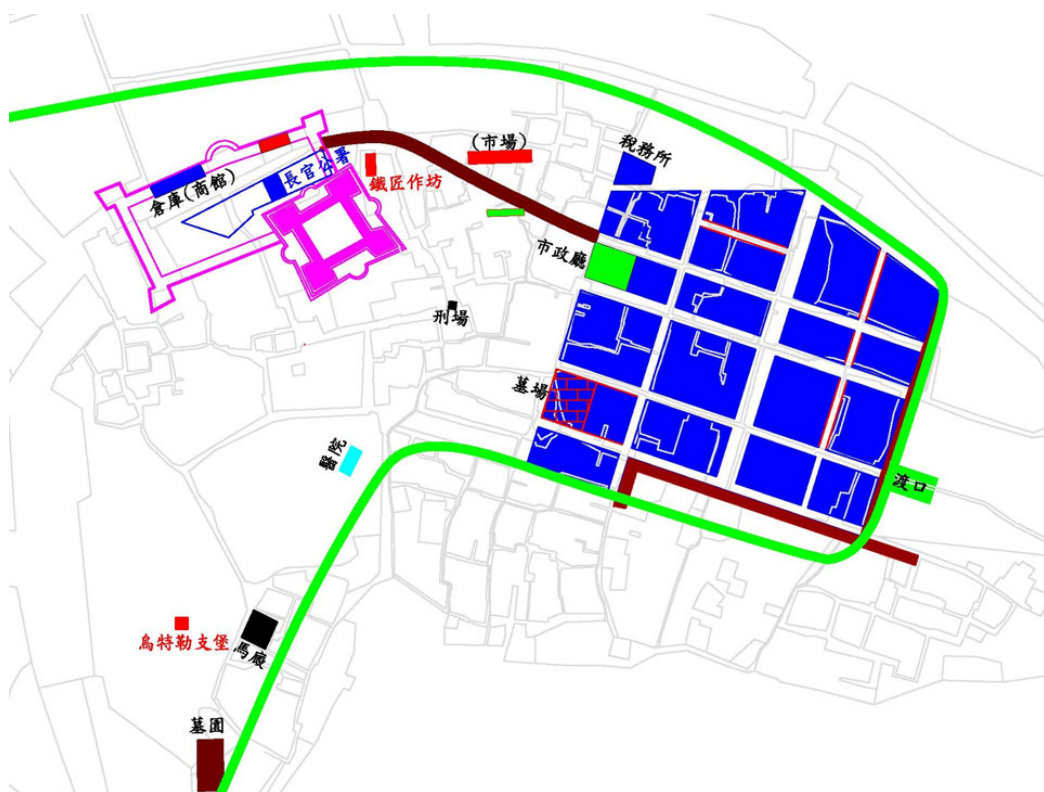 (市場)
稅務所
長官公署
倉庫(商館)
鐵匠作坊
市政廳
刑場
墓場
醫院
渡口
烏特勒支堡
馬廄
墓園